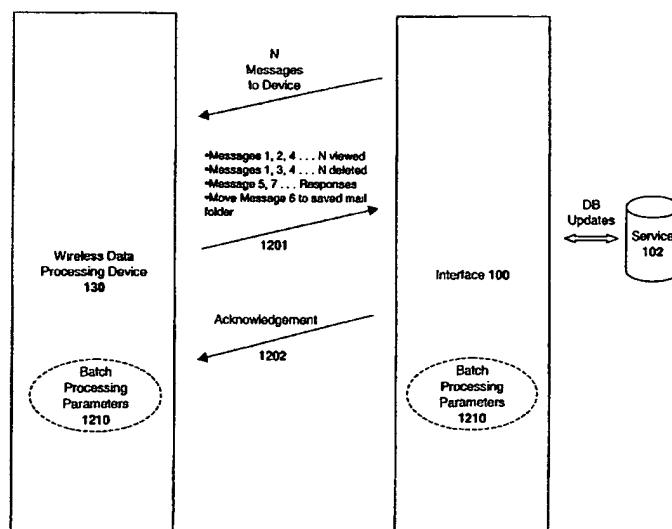 N
Messages
to Device
•Messages 1, 2, 4 . . . N viewed
•Messages 1, 3, 4 . . . N deleted
•Message 5, 7 . . . Responses
•Move Message 6 to saved mail
folder
1201
Wireless Data
Processing Device
130
Interface 100
DB
Updates
Service
102
Acknowledgement
1202
Batch
Processing
Parameters
1210
Batch
Processing
Parameters
1210